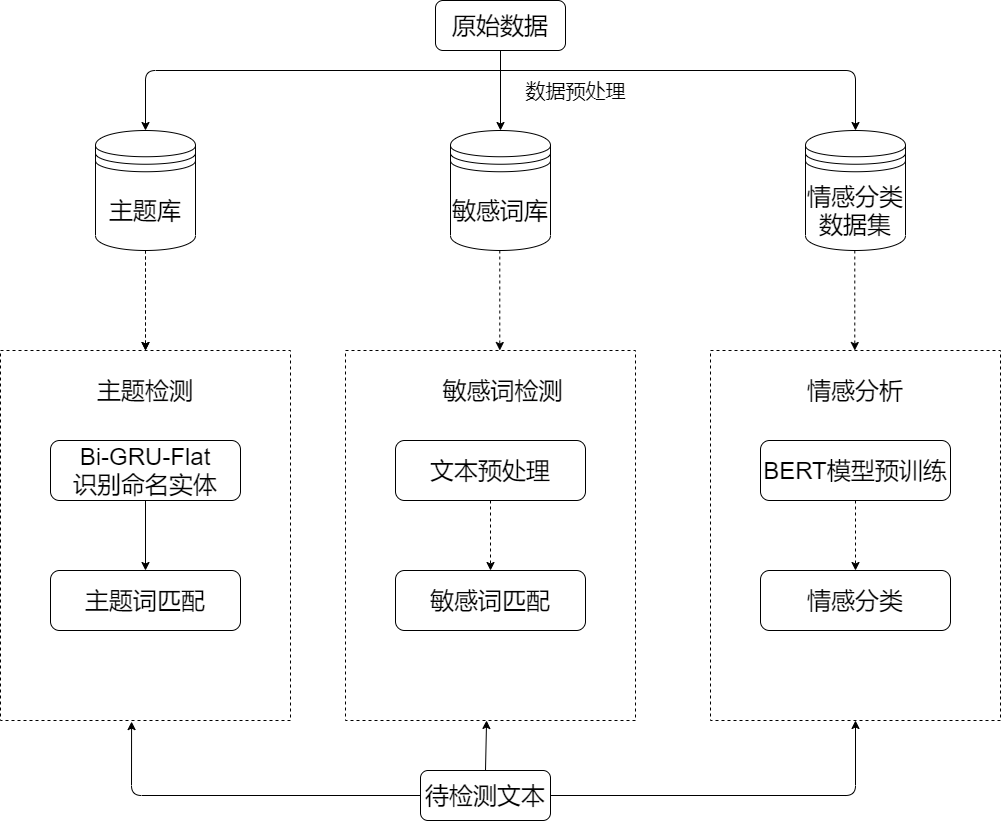 原始数据
数据预处理
主题库
敏感词库
情感分类
数据集
主题检测
敏感词检测
情感分析
Bi-GRU-Flat
识别命名实体
文本预处理
BERT模型预训练
主题词匹配
敏感词匹配
情感分类
待检测文本